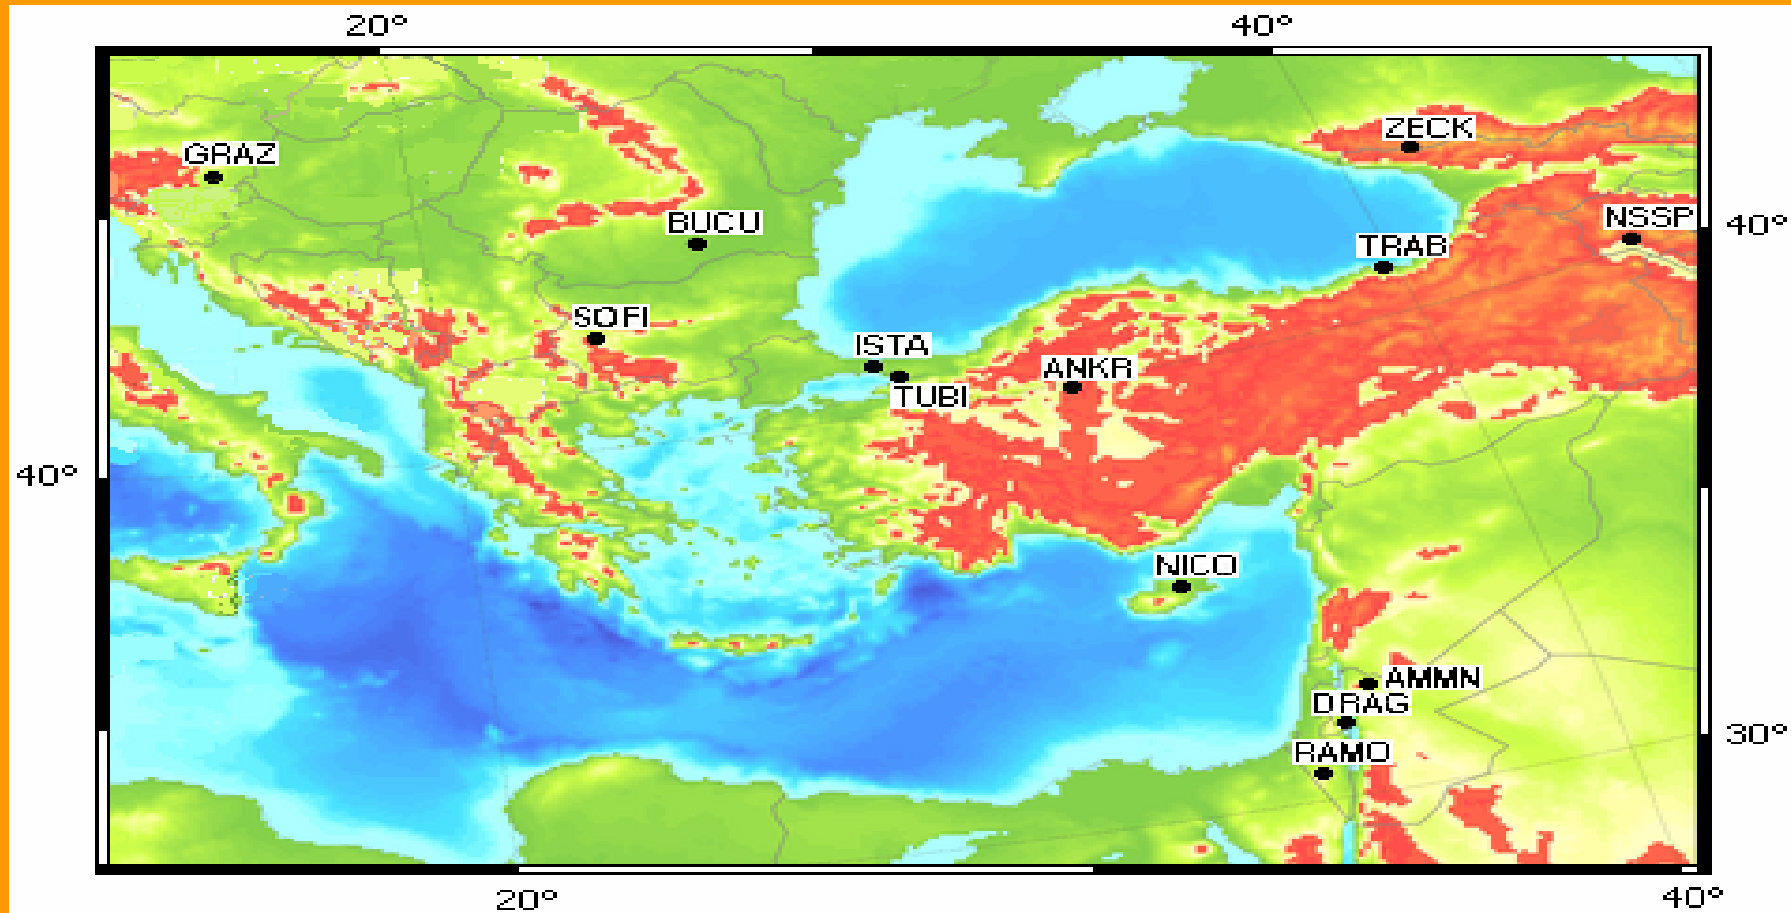 20° 40°
ZECK
GRAZ
NSSP
BUCU 40°
TRAB
SOFI
ISTA
ANKR
TUBI
40°
NICO
AMMN
DRAG
30°
RAMO
20° 40°